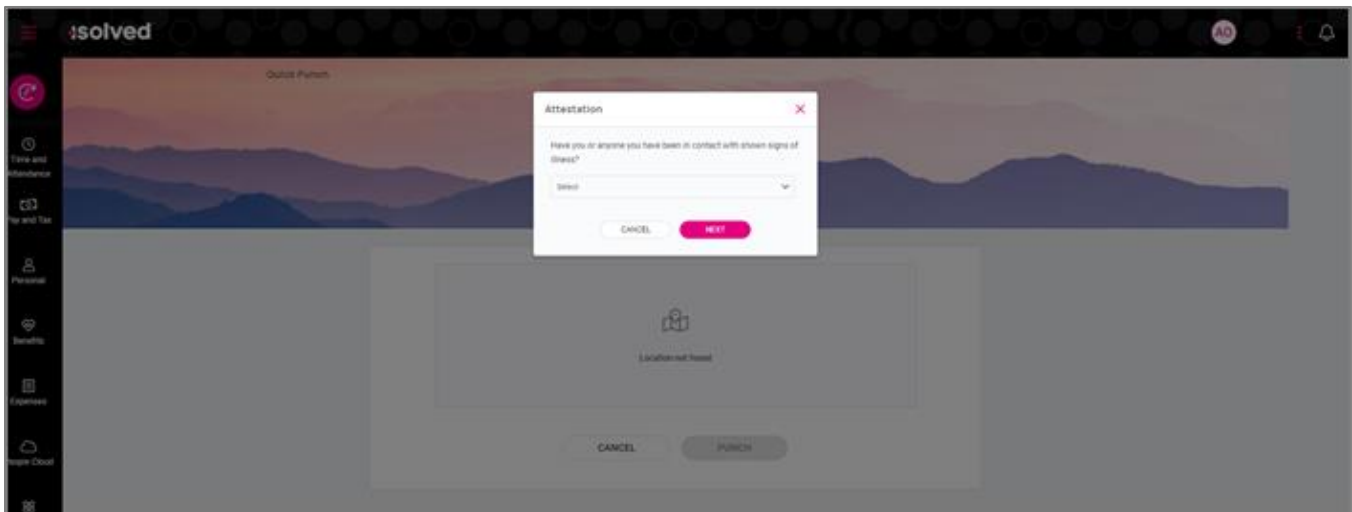 isolved
AO
Quick Punch
Attestation
Have you or anyone you have been in contact with shown signs of
illness?
Select
CANCEL
NEXT
Time and
Attendance
Pay and Tax
Personal
Benefits
Expenses
People Cloud
Location not found
CANCEL
PUNCH